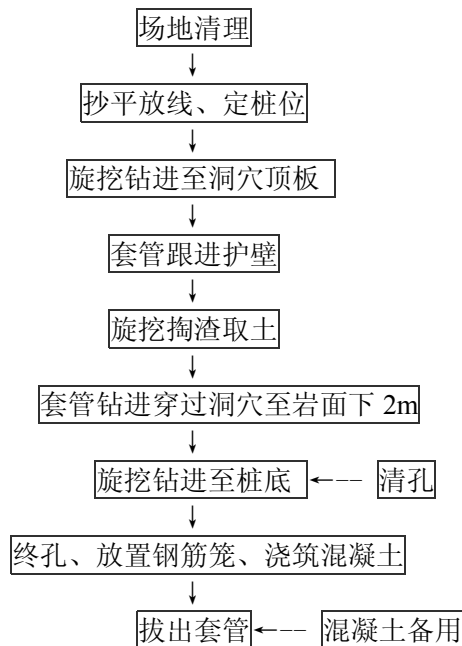 场地清理
抄平放线、定桩位
旋挖钻进至洞穴顶板
套管跟进护壁
旋挖掏渣取土
套管钻进穿过洞穴至岩面下 2m
旋挖钻进至桩底 清孔
终孔、放置钢筋笼、浇筑混凝土
拔出套管 混凝土备用